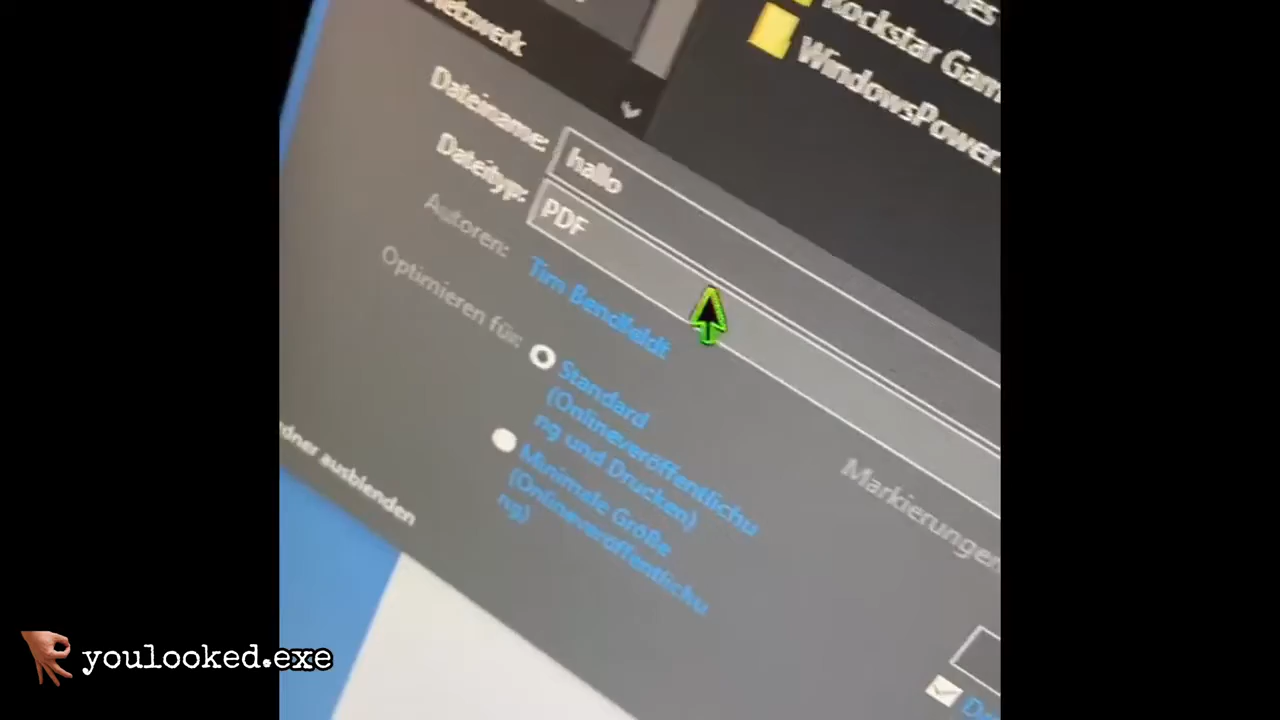 Netzwerk
Rockstar Gam
WindowsPower
Dateiname: hallo
Dateityp: PDF
Autoren: Tim Bendfeldt
Optimieren für:
Standard
(Onlineveröffentlichu
ng und Drucken)
Minimale Größe
(Onlineveröffentlichu
ng)
Markierungen
rdner ausblenden
youlooked.exe